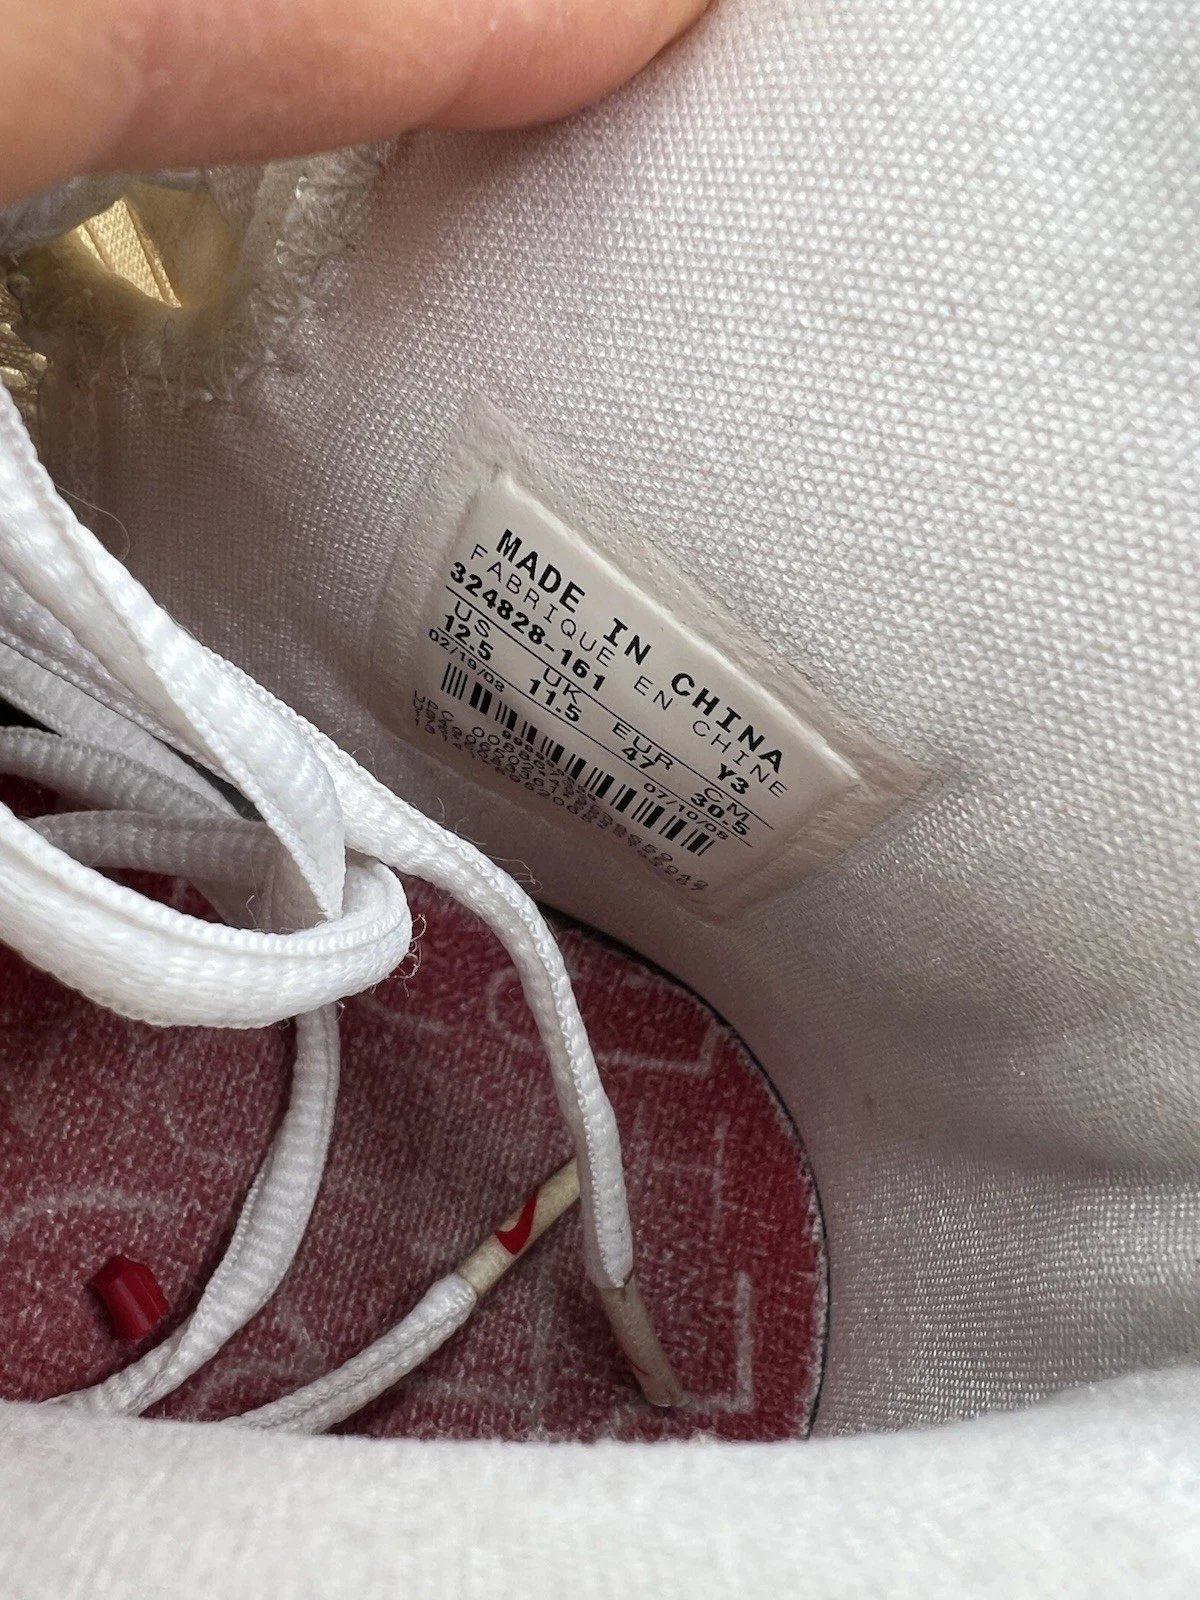 MADE IN CHINA
FABRIQUE EN CHINE
324828-161 Y3
US UK EUR CM
12.5 11.5 47 30.5
02/19/08 07/10/08
UPC